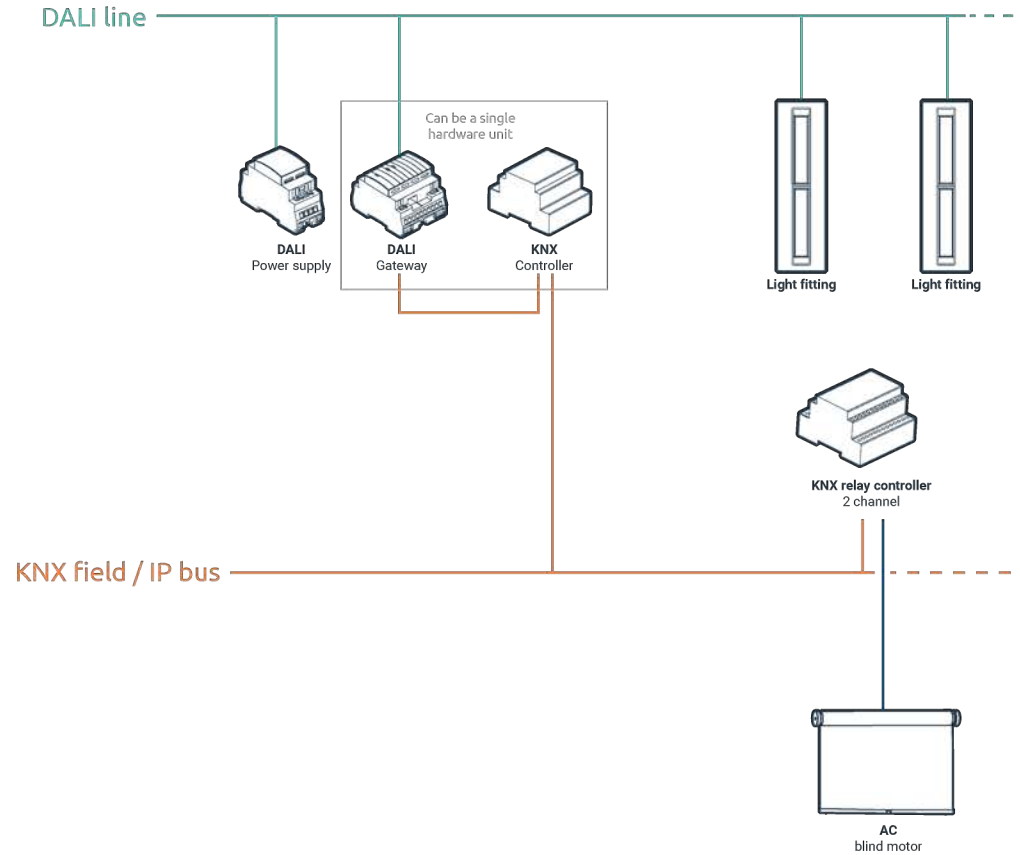 DALI line
Can be a single
hardware unit
DALI
Power supply
DALI
Gateway
KNX
Controller
Light fitting
Light fitting
KNX relay controller
2 channel
KNX field / IP bus
AC
blind motor